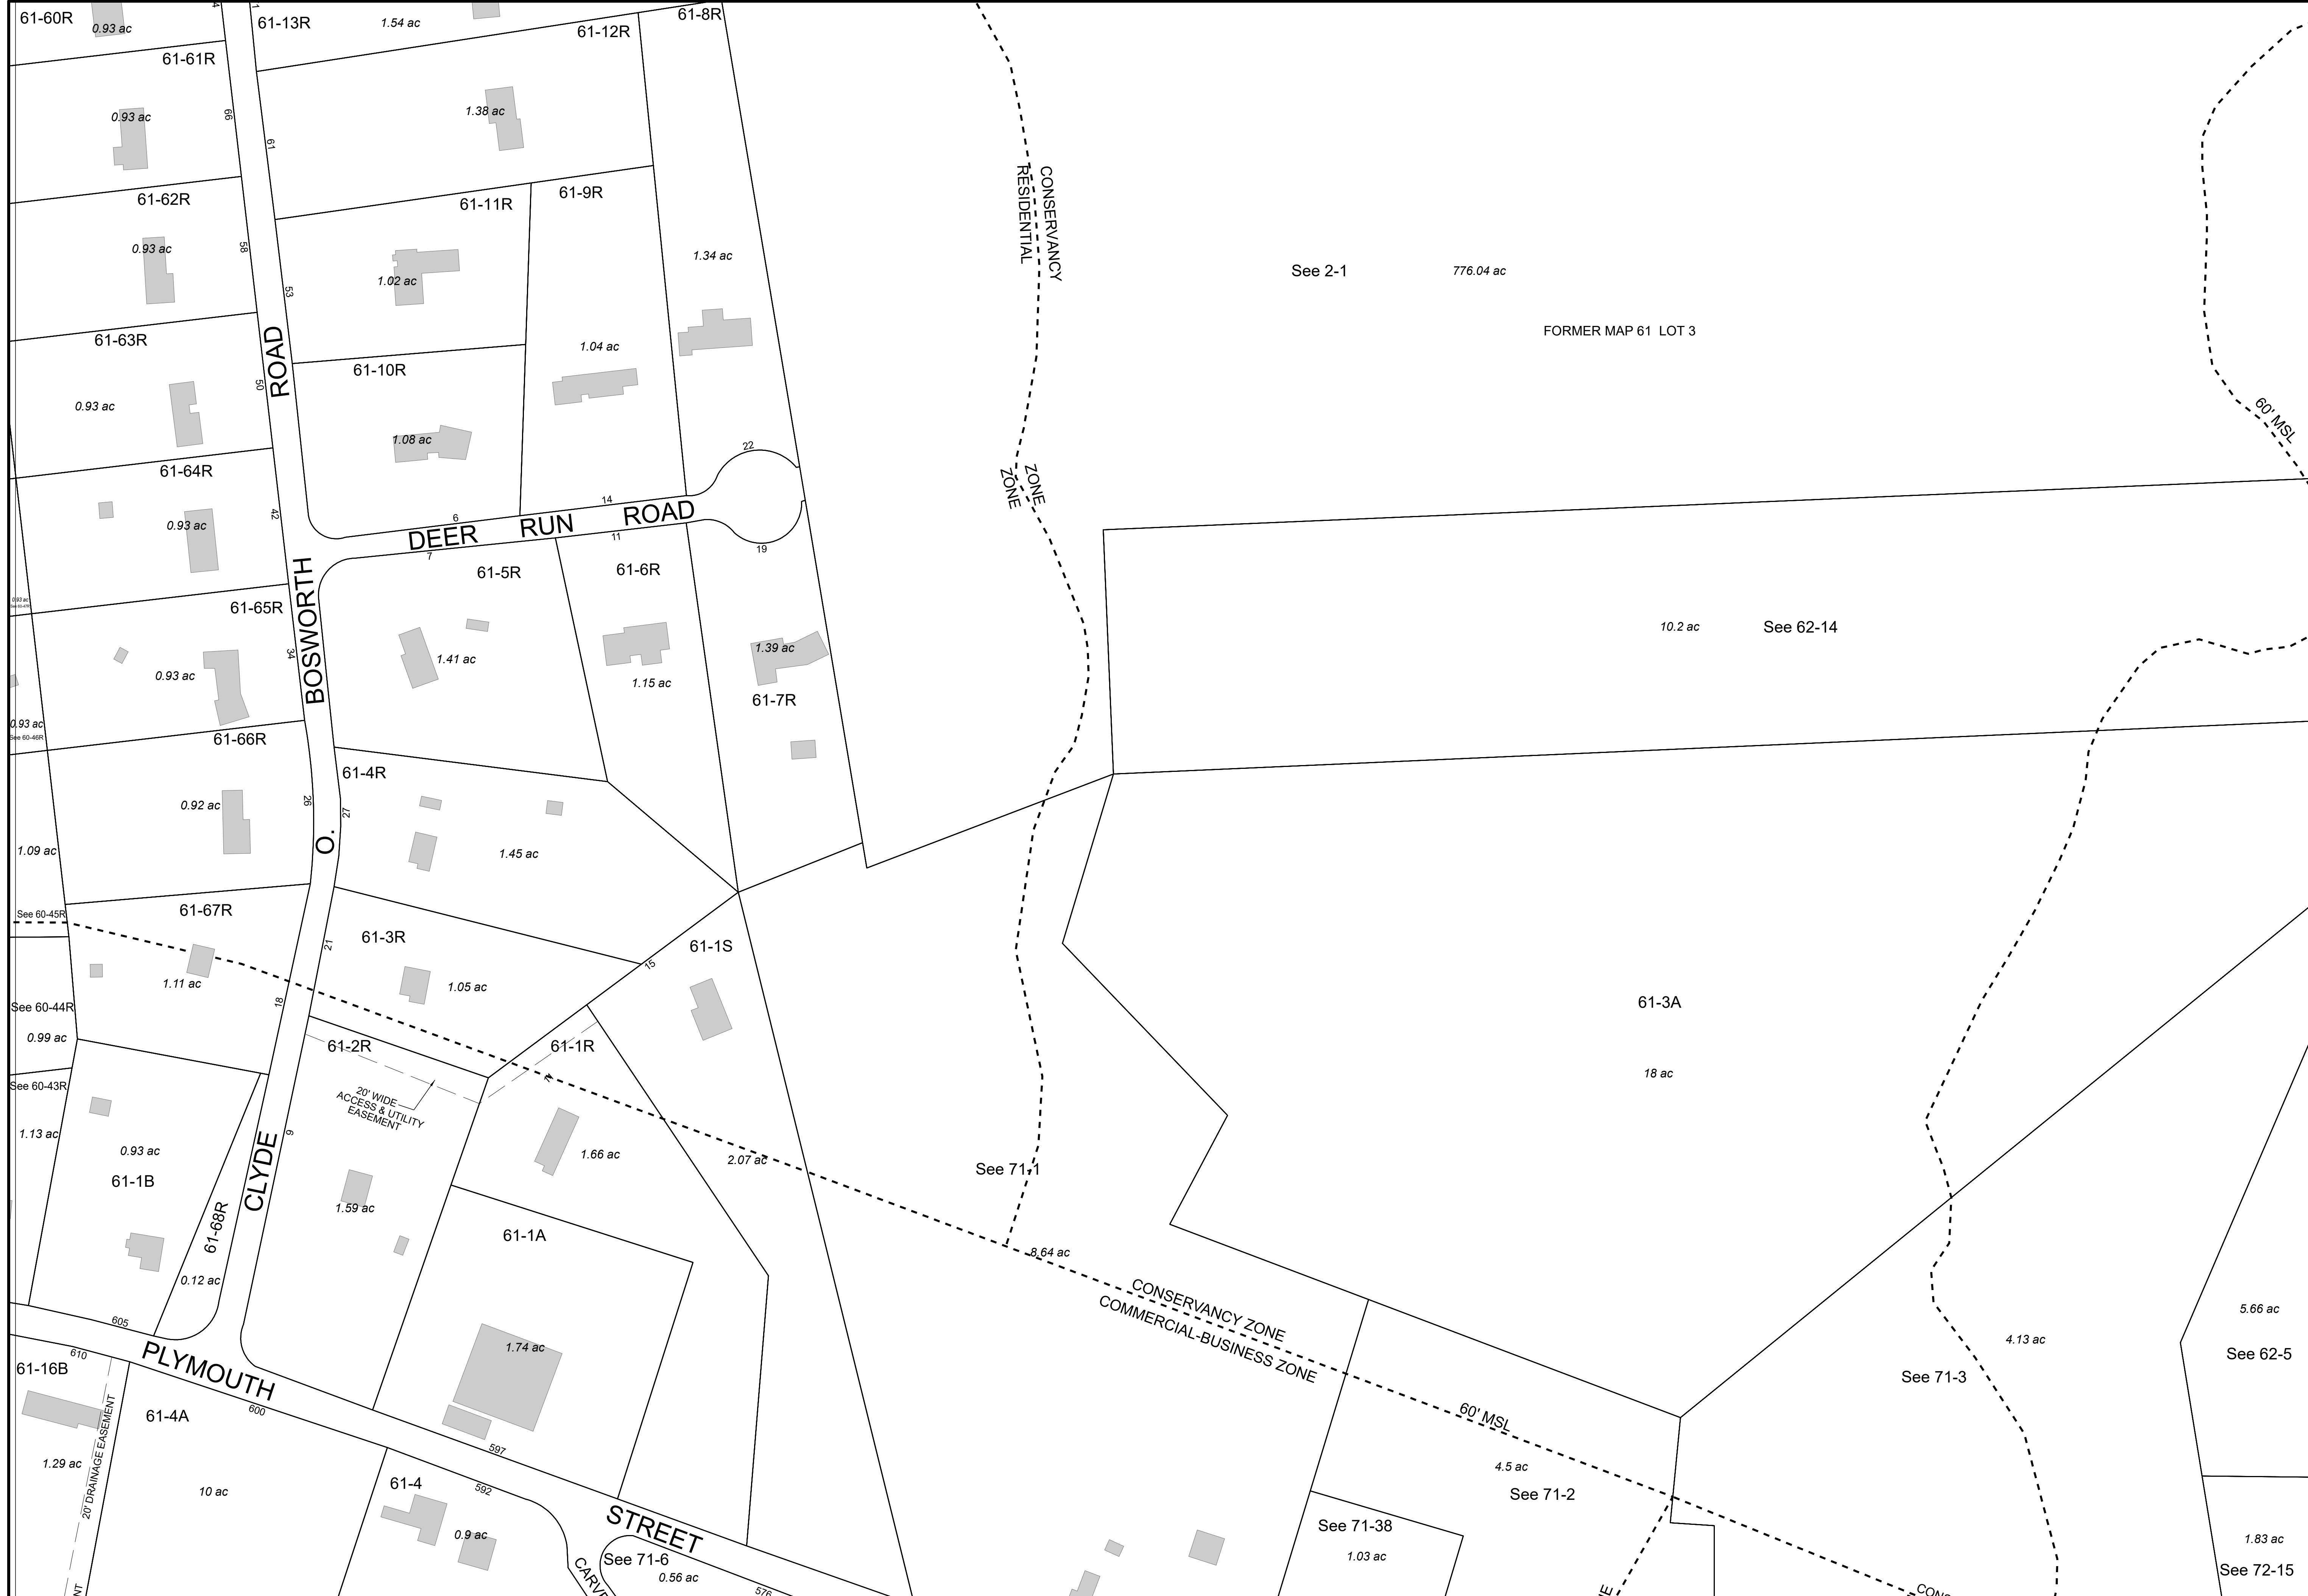 61-60R
0.93 ac
61-13R
1.54 ac
61-12R
61-8R
61-61R
66
61
0.93 ac
1.38 ac
RESIDENTIAL
CONSERVANCY
61-62R
61-11R
61-9R
0.93 ac
58
53
1.02 ac
1.34 ac
See 2-1
776.04 ac
FORMER MAP 61 LOT 3
61-63R
ROAD
50
61-10R
1.04 ac
0.93 ac
1.08 ac
60' MSL
22
61-64R
ZONE
ZONE
42
0.93 ac
6
14
DEER RUN ROAD
7
11
19
61-5R
61-6R
0.93 ac
See 60-47R
61-65R
BOSWORTH
34
10.2 ac
See 62-14
0.93 ac
1.41 ac
1.15 ac
1.39 ac
61-7R
0.93 ac
See 60-46R
61-66R
61-4R
0.92 ac
26
27
O.
1.09 ac
1.45 ac
See 60-45R
61-67R
61-3R
21
61-1S
15
1.11 ac
18
1.05 ac
61-3A
See 60-44R
0.99 ac
61-2R
61-1R
18 ac
See 60-43R
20' WIDE
ACCESS & UTILITY
EASEMENT
1.13 ac
9
CLYDE
0.93 ac
61-1B
1.66 ac
2.07 ac
See 71-1
61-68R
1.59 ac
61-1A
8.64 ac
0.12 ac
CONSERVANCY ZONE
COMMERCIAL-BUSINESS ZONE
5.66 ac
605
4.13 ac
610
PLYMOUTH
1.74 ac
See 62-5
61-16B
See 71-3
600
61-4A
60' MSL
20' DRAINAGE EASEMENT
597
1.29 ac
4.5 ac
61-4
592
10 ac
See 71-2
STREET
See 71-38
0.9 ac
1.83 ac
See 71-6
1.03 ac
0.56 ac
See 72-15
576